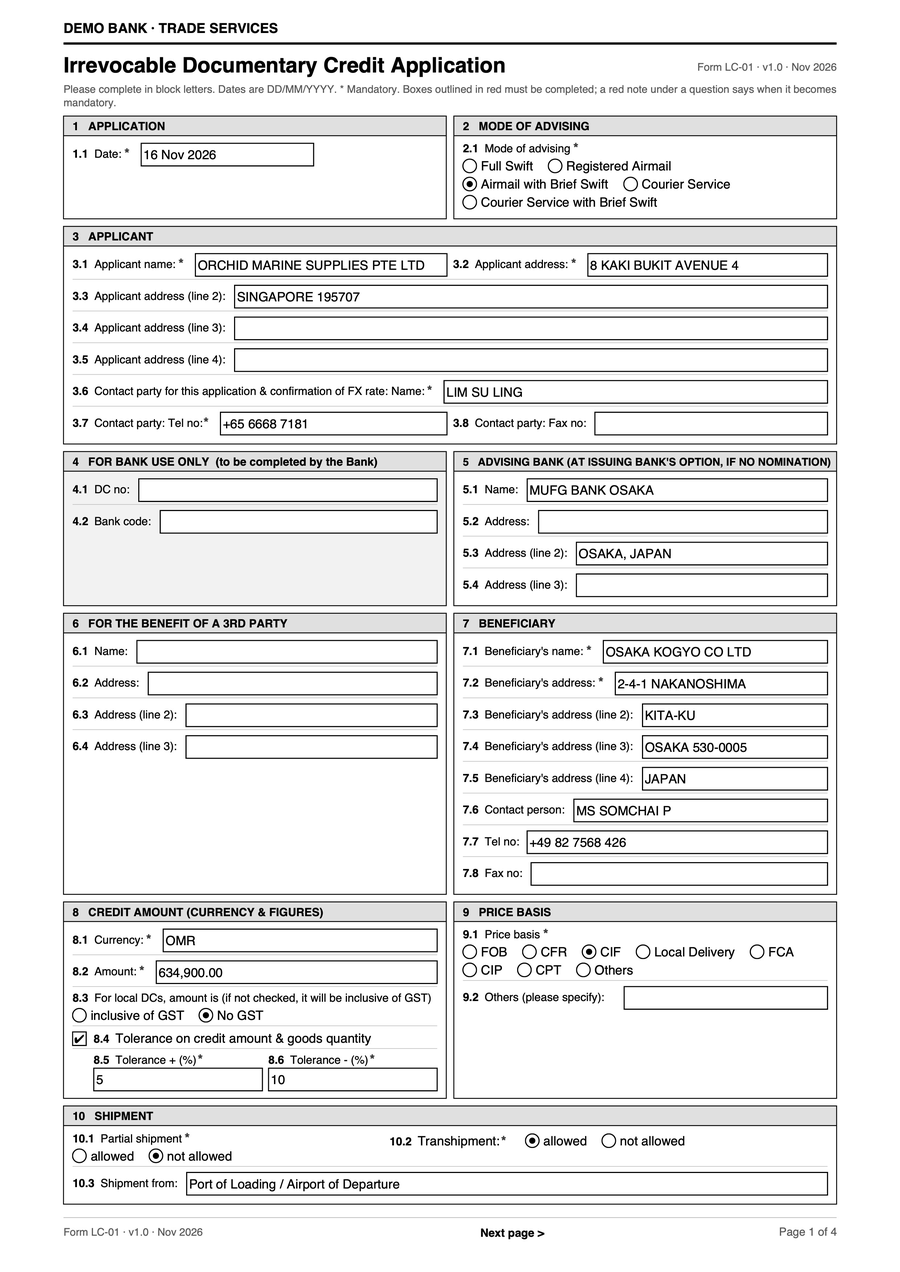 DEMO BANK · TRADE SERVICES
Irrevocable Documentary Credit Application
Form LC-01 · v1.0 · Nov 2026
Please complete in block letters. Dates are DD/MM/YYYY. * Mandatory. Boxes outlined in red must be completed; a red note under a question says when it becomes
mandatory.
1 APPLICATION
1.1 Date: * 16 Nov 2026
2 MODE OF ADVISING
2.1 Mode of advising *
Full Swift Registered Airmail
Airmail with Brief Swift Courier Service
Courier Service with Brief Swift
3 APPLICANT
3.1 Applicant name: * ORCHID MARINE SUPPLIES PTE LTD 3.2 Applicant address: * 8 KAKI BUKIT AVENUE 4
3.3 Applicant address (line 2): SINGAPORE 195707
3.4 Applicant address (line 3):
3.5 Applicant address (line 4):
3.6 Contact party for this application & confirmation of FX rate: Name: * LIM SU LING
3.7 Contact party: Tel no:* +65 6668 7181 3.8 Contact party: Fax no:
4 FOR BANK USE ONLY (to be completed by the Bank)
4.1 DC no:
4.2 Bank code:
5 ADVISING BANK (AT ISSUING BANK'S OPTION, IF NO NOMINATION)
5.1 Name: MUFG BANK OSAKA
5.2 Address:
5.3 Address (line 2): OSAKA, JAPAN
5.4 Address (line 3):
6 FOR THE BENEFIT OF A 3RD PARTY
6.1 Name:
6.2 Address:
6.3 Address (line 2):
6.4 Address (line 3):
7 BENEFICIARY
7.1 Beneficiary's name: * OSAKA KOGYO CO LTD
7.2 Beneficiary's address: * 2-4-1 NAKANOSHIMA
7.3 Beneficiary's address (line 2): KITA-KU
7.4 Beneficiary's address (line 3): OSAKA 530-0005
7.5 Beneficiary's address (line 4): JAPAN
7.6 Contact person: MS SOMCHAI P
7.7 Tel no: +49 82 7568 426
7.8 Fax no:
8 CREDIT AMOUNT (CURRENCY & FIGURES)
8.1 Currency: * OMR
8.2 Amount: * 634,900.00
8.3 For local DCs, amount is (if not checked, it will be inclusive of GST)
inclusive of GST No GST
8.4 Tolerance on credit amount & goods quantity
8.5 Tolerance + (%)* 8.6 Tolerance - (%)*
5 10
9 PRICE BASIS
9.1 Price basis *
FOB CFR CIF Local Delivery FCA
CIP CPT Others
9.2 Others (please specify):
10 SHIPMENT
10.1 Partial shipment * 10.2 Transhipment:* allowed not allowed
allowed not allowed
10.3 Shipment from: Port of Loading / Airport of Departure
Form LC-01 · v1.0 · Nov 2026 Next page > Page 1 of 4